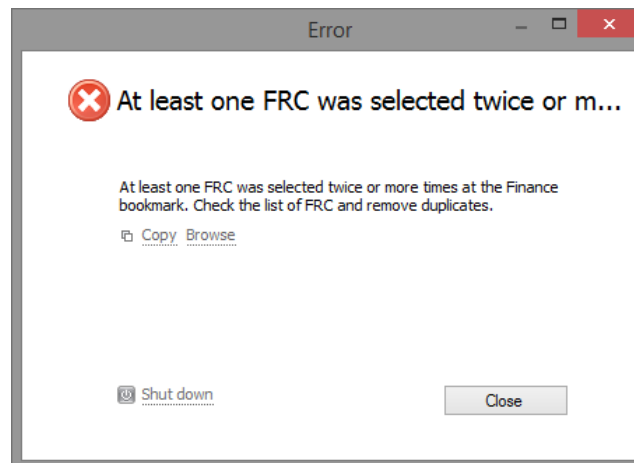 Error
At least one FRC was selected twice or m...
At least one FRC was selected twice or more times at the Finance
bookmark. Check the list of FRC and remove duplicates.
Copy Browse
Shut down
Close